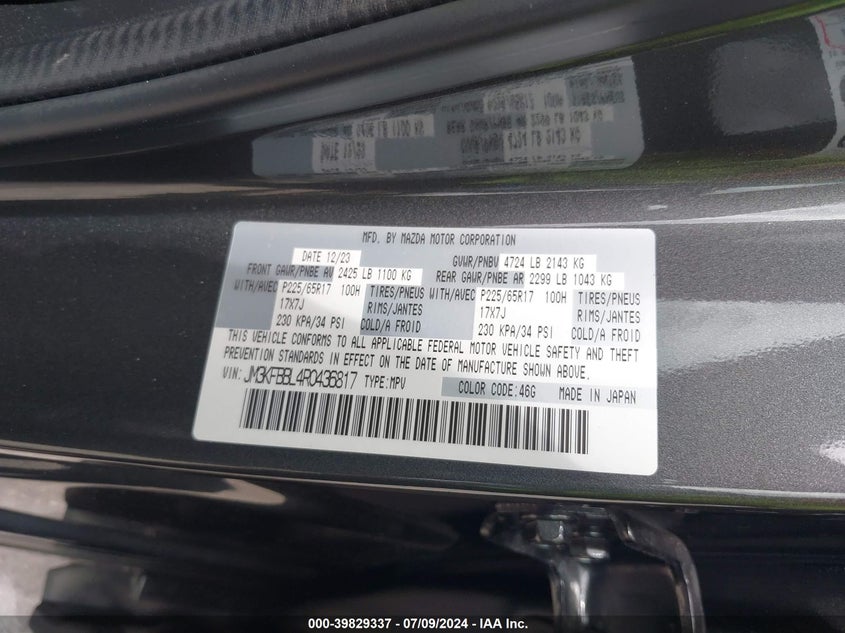 MFD. BY MAZDA MOTOR CORPORATION
DATE 12/23 GVWR/PNBV 4724 LB 2143 KG
FRONT GAWR/PNBE AV 2425 LB 1100 KG REAR GAWR/PNBE AR 2299 LB 1043 KG
WITH/AVEC P225/65R17 100H TIRES/PNEUS WITH/AVEC P225/65R17 100H TIRES/PNEUS
17X7J RIMS/JANTES 17X7J RIMS/JANTES
230 KPA/34 PSI COLD/A FROID 230 KPA/34 PSI COLD/A FROID
THIS VEHICLE CONFORMS TO ALL APPLICABLE FEDERAL MOTOR VEHICLE SAFETY AND THEFT
PREVENTION STANDARDS IN EFFECT ON THE DATE OF MANUFACTURE SHOWN ABOVE.
VIN: JM3KFBBL4R0436817 TYPE:MPV COLOR CODE:46G MADE IN JAPAN
000-39829337 - 07/09/2024 - IAA Inc.